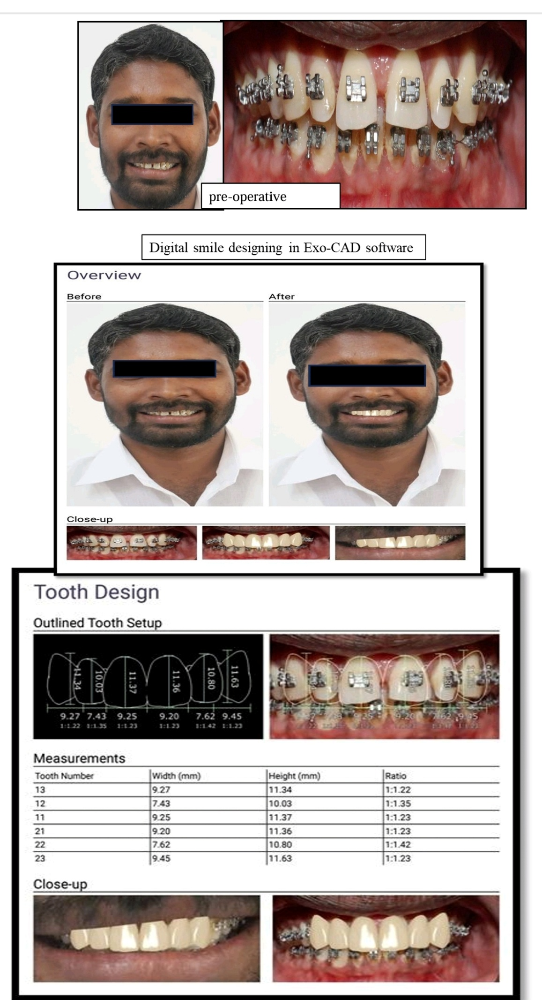 pre-operative
Digital smile designing in Exo-CAD software
Overview
Before
After
Close-up
Tooth Design
Outlined Tooth Setup
11.34 10.03 11.37 11.36 10.80 11.63
9.27 7.43 9.25 9.20 7.62 9.45
1:1.22 1:1.35 1:1.23 1:1.23 1:1.42 1:1.23
9.20 7.62 9.45
Measurements
Tooth Number Width (mm) Height (mm) Ratio
13 9.27 11.34 1:1.22
12 7.43 10.03 1:1.35
11 9.25 11.37 1:1.23
21 9.20 11.36 1:1.23
22 7.62 10.80 1:1.42
23 9.45 11.63 1:1.23
Close-up